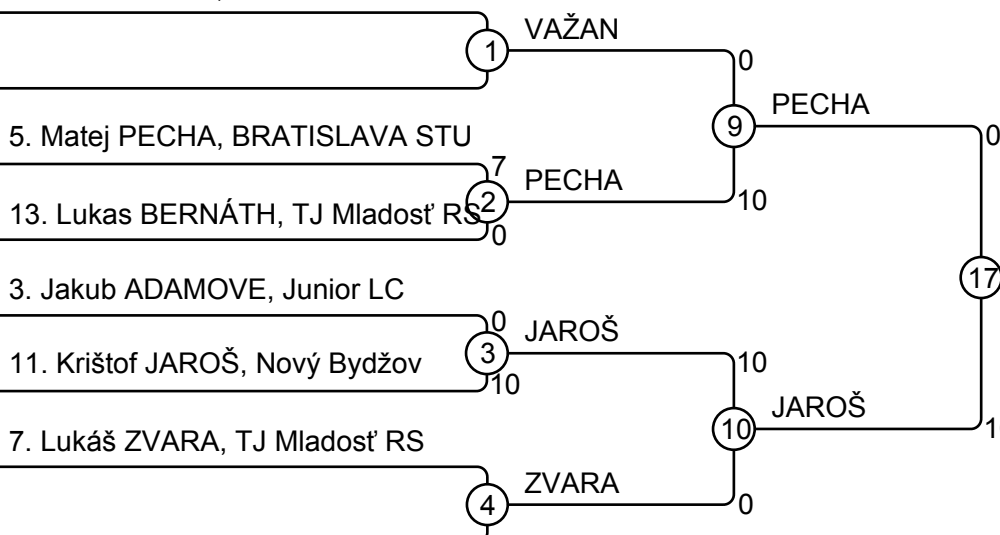 1
VAŽAN
0
5. Matej PECHA, BRATISLAVA STU
9
PECHA
0
7
2
PECHA
10
13. Lukas BERNÁTH, TJ Mladosť RS
0
17
3. Jakub ADAMOVE, Junior LC
0
3
JAROŠ
10
11. Krištof JAROŠ, Nový Bydžov
10
10
JAROŠ
7. Lukáš ZVARA, TJ Mladosť RS
4
ZVARA
0